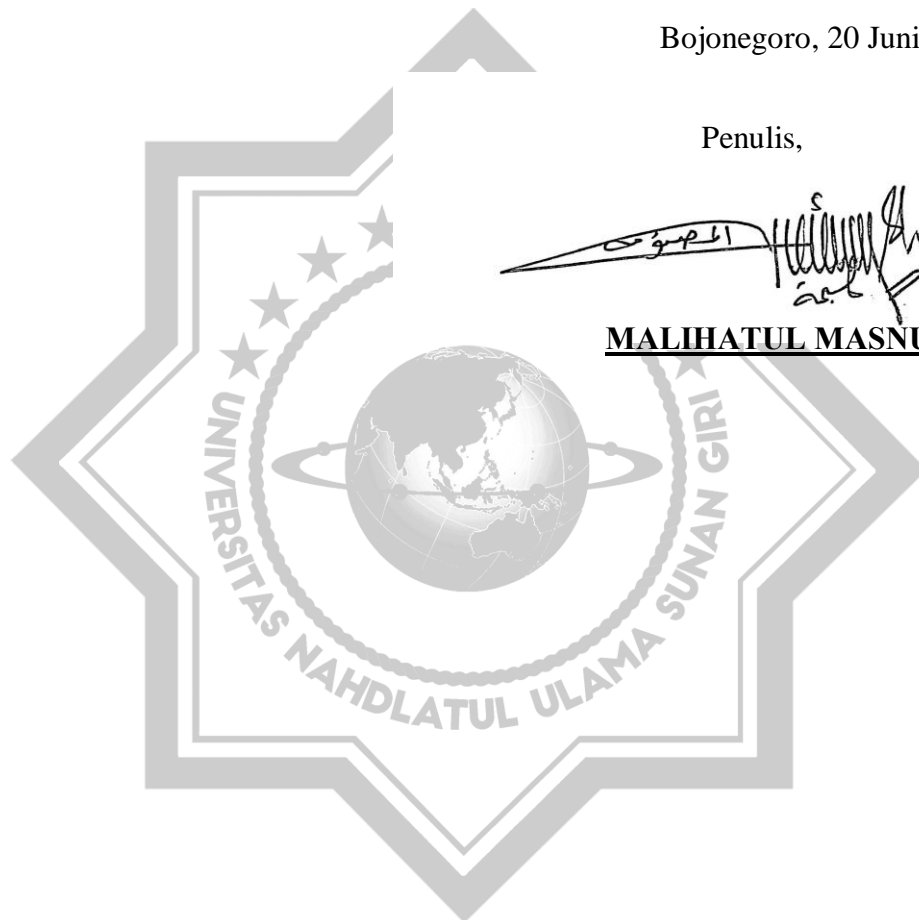 Bojonegoro, 20 Juni
Penulis,
MALIHATUL MASNU
UNIVERSITAS NAHDLATUL ULAMA SUNAN GIRI